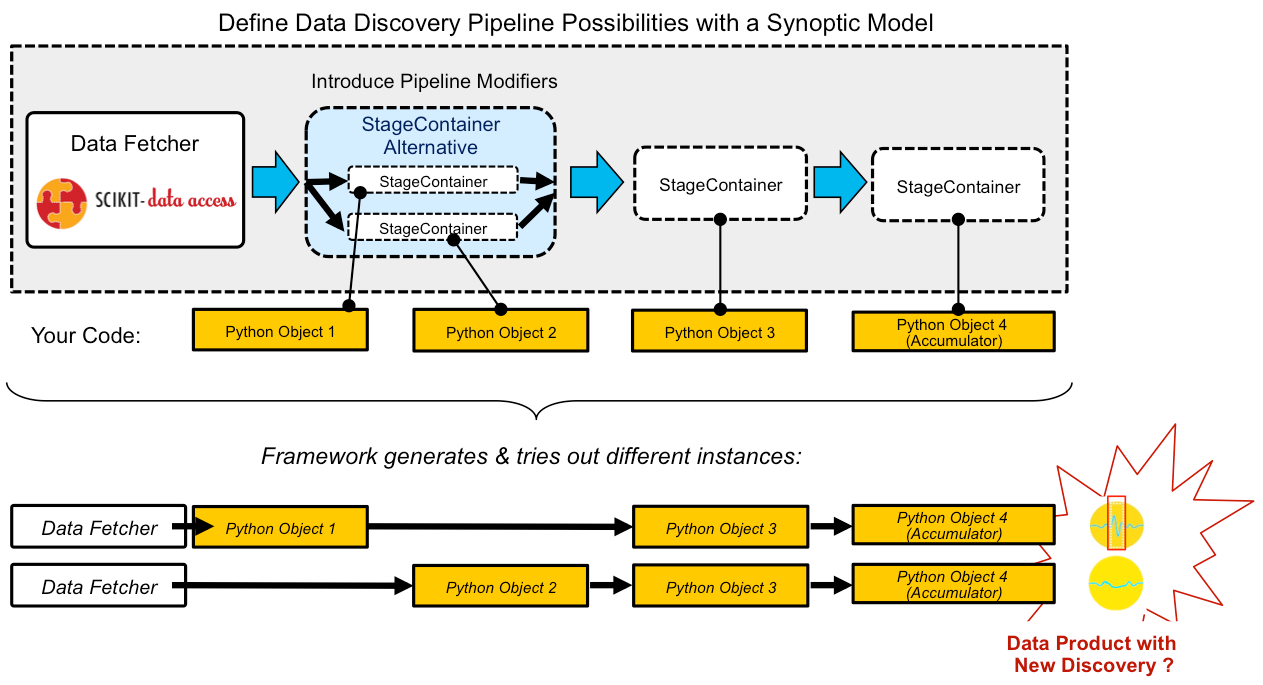 Define Data Discovery Pipeline Possibilities with a Synoptic Model
Introduce Pipeline Modifiers
Data Fetcher
SCIKIT-data access
StageContainer
Alternative
StageContainer
StageContainer
StageContainer
StageContainer
Your Code:
Python Object 1
Python Object 2
Python Object 3
Python Object 4
(Accumulator)
Framework generates & tries out different instances:
Data Fetcher
Python Object 1
Python Object 3
Python Object 4
(Accumulator)
Data Fetcher
Python Object 2
Python Object 3
Python Object 4
(Accumulator)
Data Product with
New Discovery ?